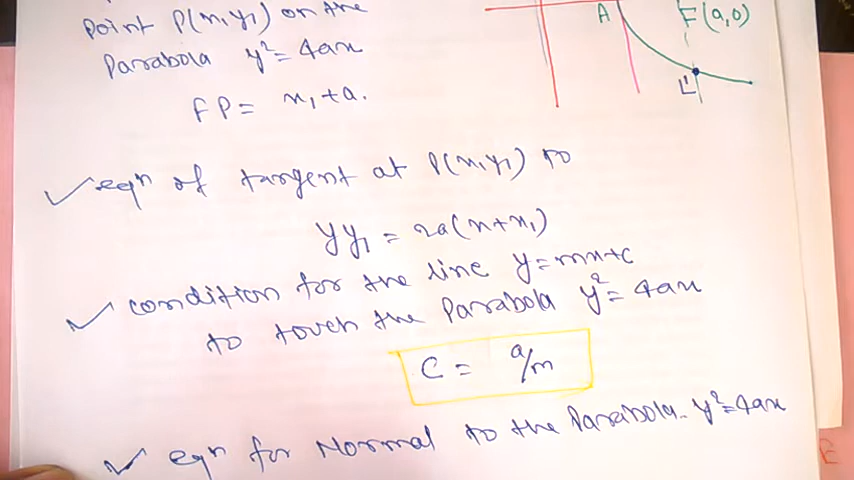 point P(x,y₁) on the
Parabola y²= 4ax
FP= x₁+a.
A
F(a,0)
L'
✓ eqⁿ of tangent at P(x,y₁) to
yy₁ = 2a(x+x₁)
✓ condition for the line y=mx+c
to touch the Parabola y²= 4ax
C= a/m
✓ eqⁿ for Normal to the Parabola. y²=4ax
E